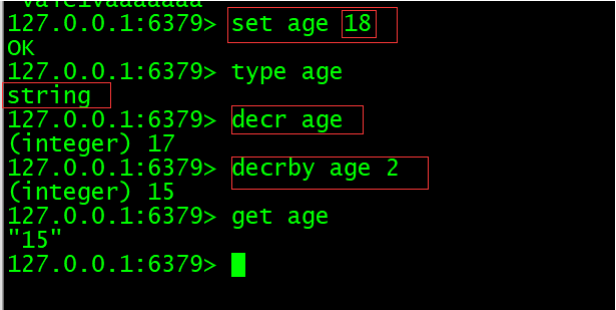 127.0.0.1:6379> set age 18
OK
127.0.0.1:6379> type age
string
127.0.0.1:6379> decr age
(integer) 17
127.0.0.1:6379> decrby age 2
(integer) 15
127.0.0.1:6379> get age
"15"
127.0.0.1:6379>